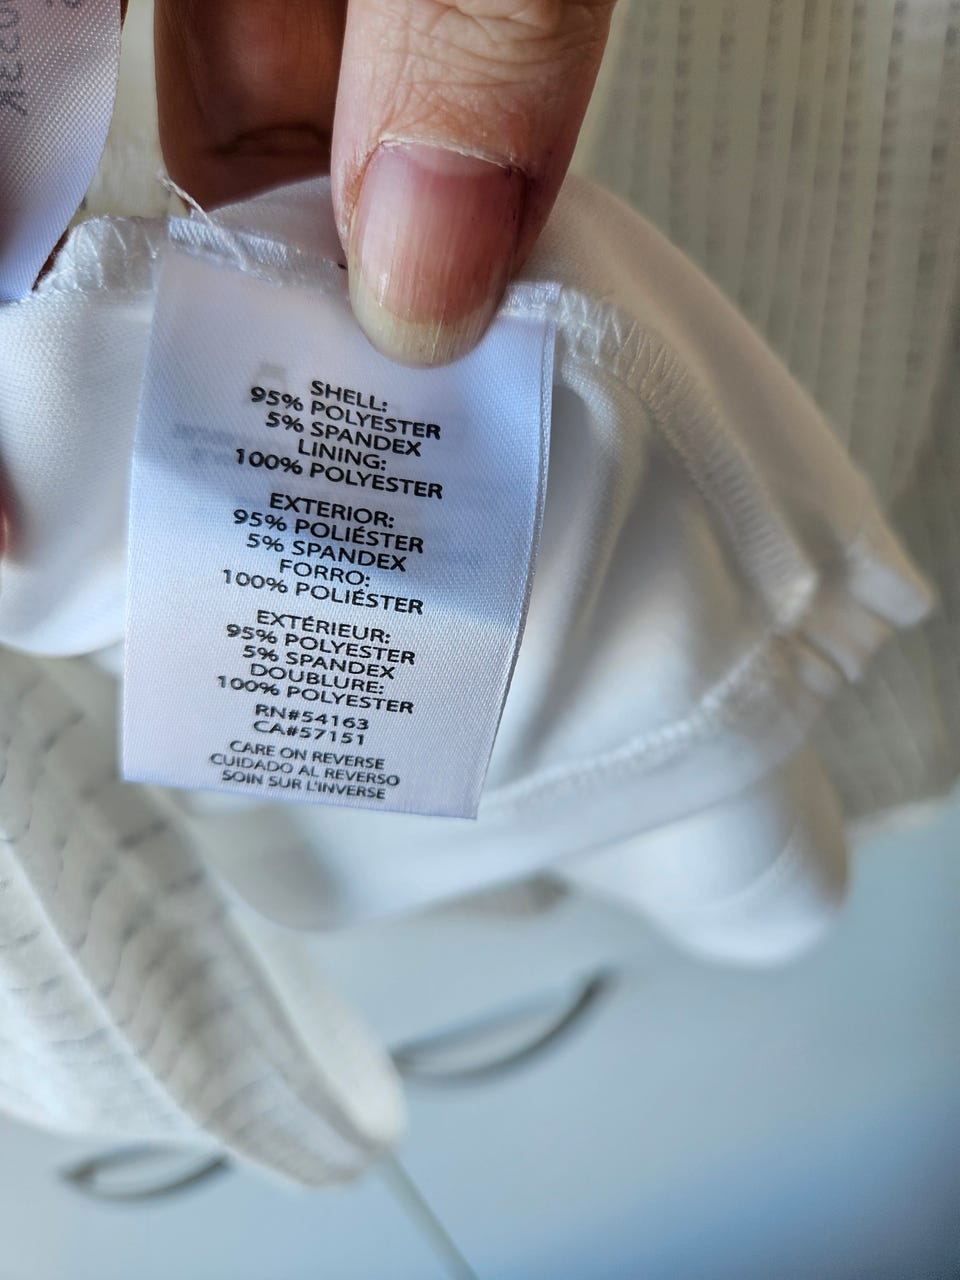 SHELL:
95% POLYESTER
5% SPANDEX
LINING:
100% POLYESTER
EXTERIOR:
95% POLIÉSTER
5% SPANDEX
FORRO:
100% POLIÉSTER
EXTÉRIEUR:
95% POLYESTER
5% SPANDEX
DOUBLURE:
100% POLYESTER
RN#54163
CA#57151
CARE ON REVERSE
CUIDADO AL REVERSO
SOIN SUR L'INVERSE